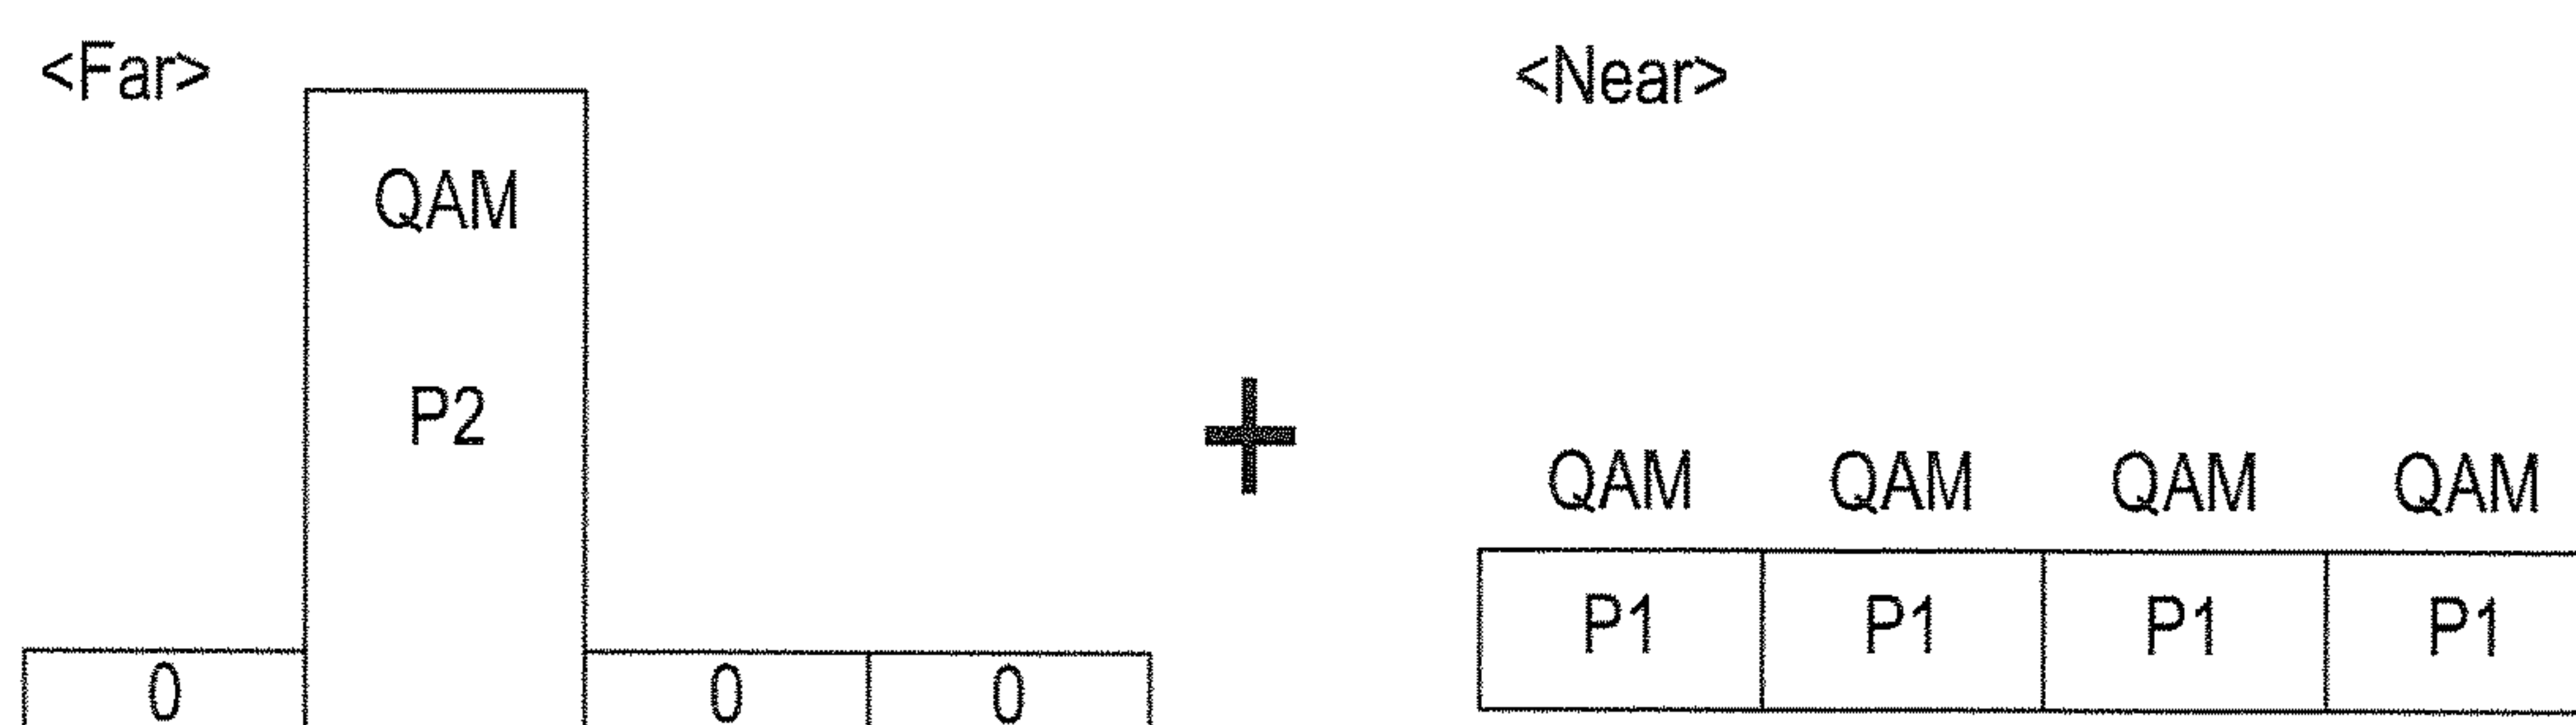 <Far>
<Near>
QAM
P2
+
QAM QAM QAM QAM
P1 P1 P1 P1
0 0 0